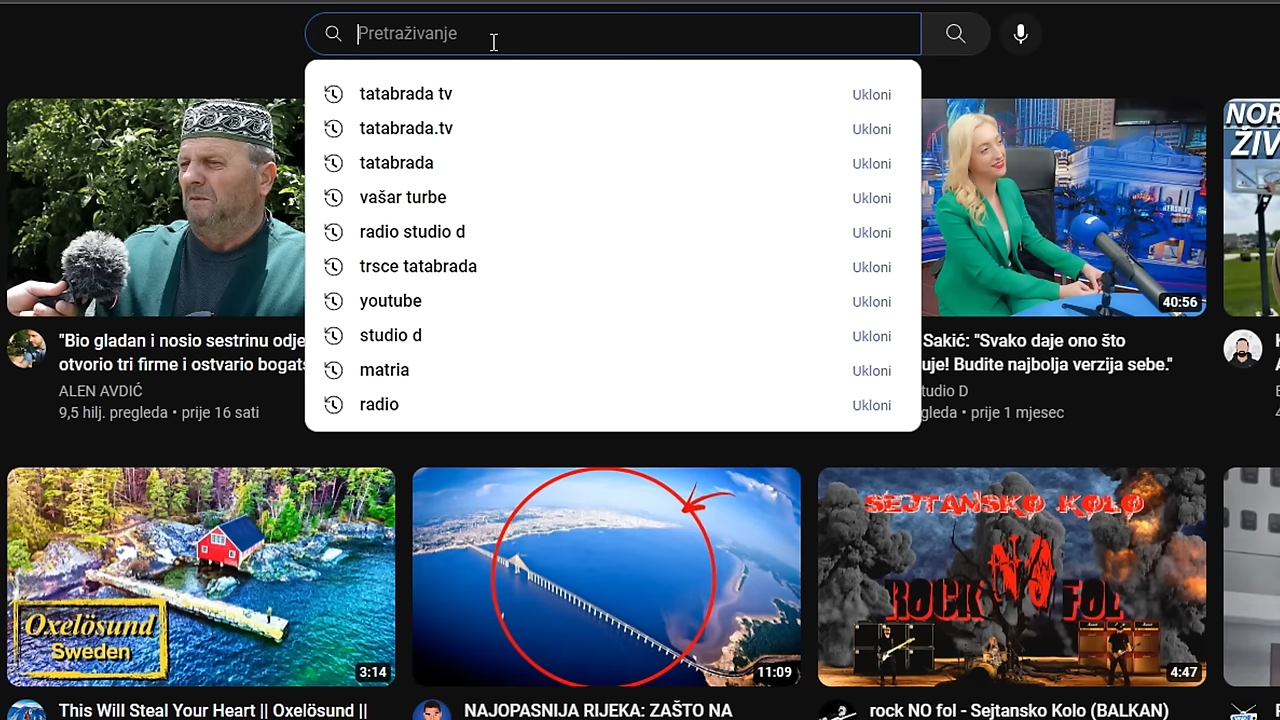 Pretraživanje
tatabrada tv
Ukloni
tatabrada.tv
Ukloni
tatabrada
Ukloni
vašar turbe
Ukloni
radio studio d
Ukloni
trsce tatabrada
Ukloni
youtube
Ukloni
studio d
Ukloni
matria
Ukloni
radio
Ukloni
"Bio gladan i nosio sestrinu odje
otvorio tri firme i ostvario bogats
ALEN AVDIĆ
9,5 hilj. pregleda • prije 16 sati
40:56
Sakić: "Svako daje ono što
uje! Budite najbolja verzija sebe."
tudio D
gleda • prije 1 mjesec
NOR
ŽIV
Oxelösund
Sweden
3:14
This Will Steal Your Heart || Oxelösund ||
11:09
NAJOPASNIJA RIJEKA: ZAŠTO NA
SEJTANSKO KOLO
ROCK NO FOL
4:47
rock NO fol - Sejtansko Kolo (BALKAN)